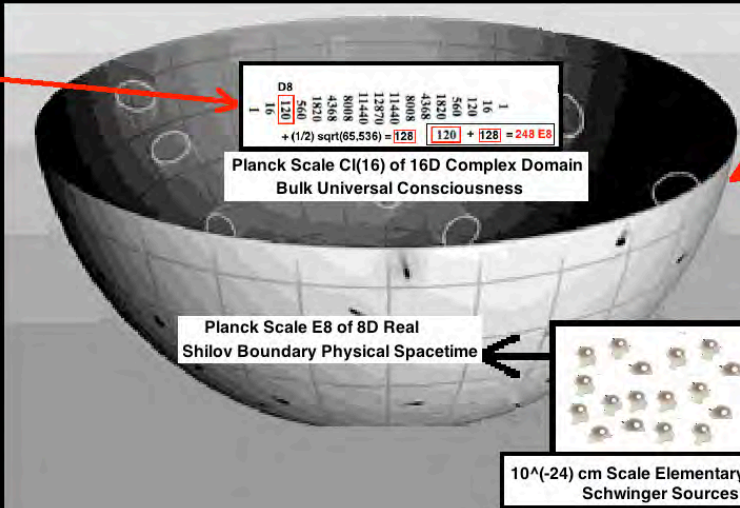 D8
1 16 120 560 1820 4368 8008 11440 12870 11440 8008 4368 1820 560 120 16 1
+ (1/2) sqrt(65,536) = 128 120 + 128 = 248 E8
Planck Scale Cl(16) of 16D Complex Domain
Bulk Universal Consciousness
Planck Scale E8 of 8D Real
Shilov Boundary Physical Spacetime
10^(-24) cm Scale Elementary
Schwinger Sources